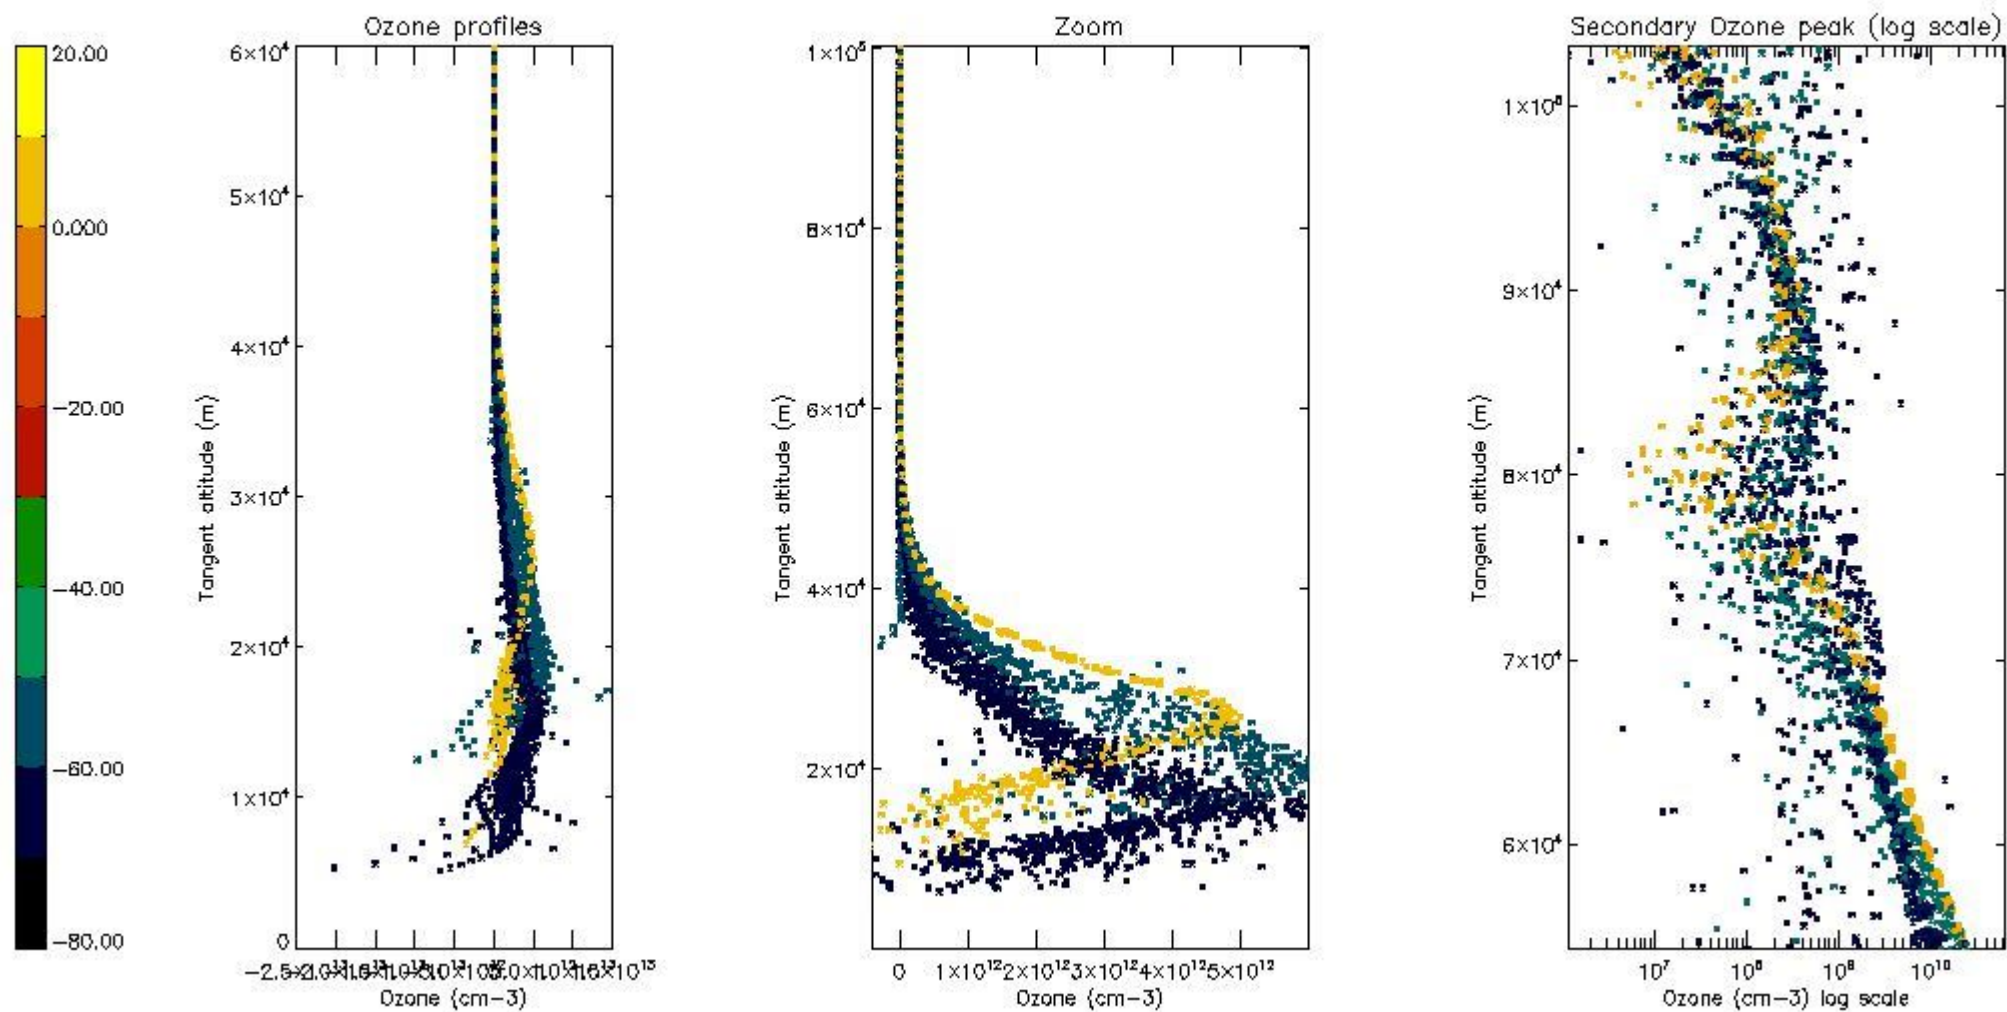 Ozone profiles
Zoom
Secondary Ozone peak (log scale)
20.00
0.000
−20.00
−40.00
−60.00
−80.00
6×10⁴
5×10⁴
4×10⁴
3×10⁴
2×10⁴
1×10⁴
0
Tangent altitude (m)
Ozone (cm−3)
1×10⁵
8×10⁴
6×10⁴
4×10⁴
2×10⁴
Tangent altitude (m)
0 1×10¹² 2×10¹² 3×10¹² 4×10¹² 5×10¹²
Ozone (cm−3)
9×10⁴
8×10⁴
7×10⁴
6×10⁴
Tangent altitude (m)
10⁷ 10¹⁰
Ozone (cm−3) log scale